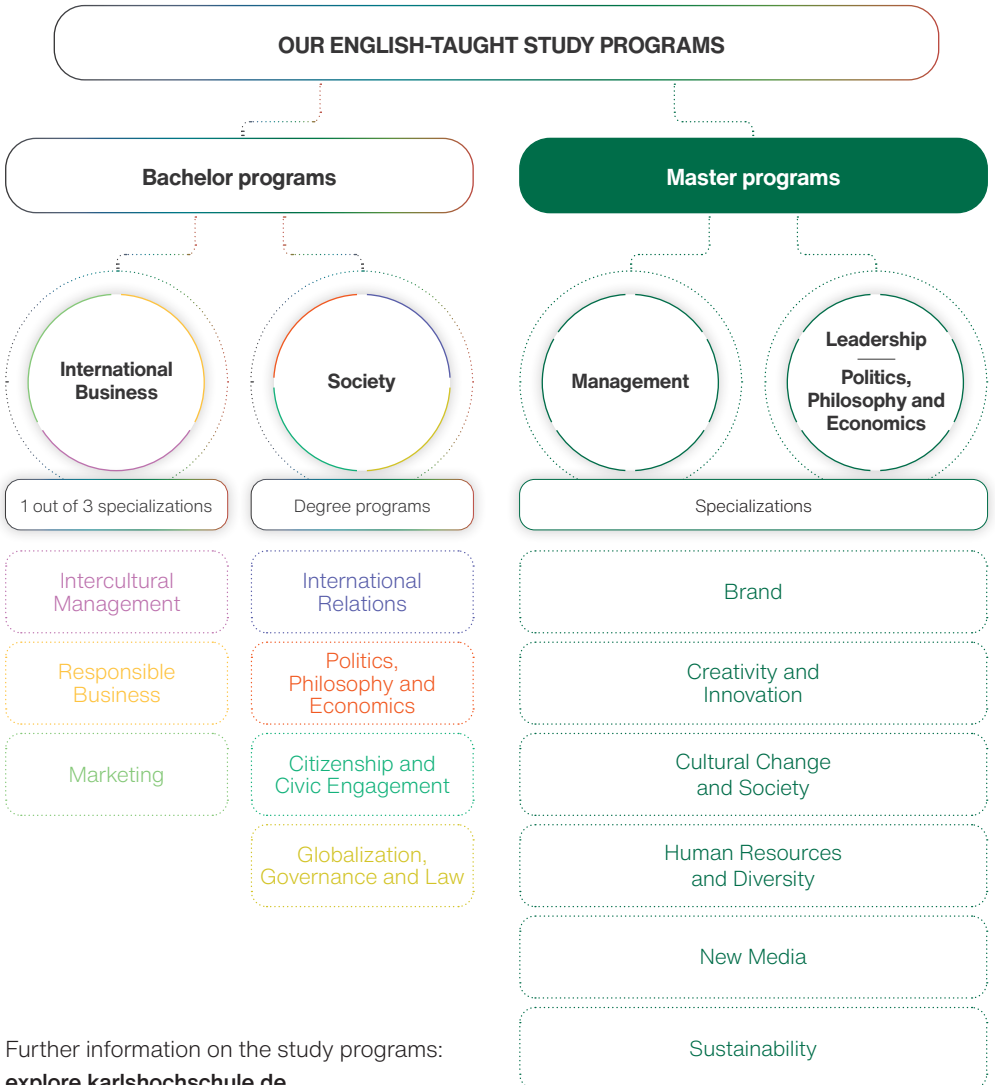 OUR ENGLISH-TAUGHT STUDY PROGRAMS
Bachelor programs
Master programs
International
Business
Society
Management
Leadership
Politics,
Philosophy and
Economics
1 out of 3 specializations
Degree programs
Specializations
Intercultural
Management
Responsible
Business
Marketing
International
Relations
Politics,
Philosophy and
Economics
Citizenship and
Civic Engagement
Globalization,
Governance and Law
Brand
Creativity and
Innovation
Cultural Change
and Society
Human Resources
and Diversity
New Media
Sustainability
Further information on the study programs:
explore.karlshochschule.de